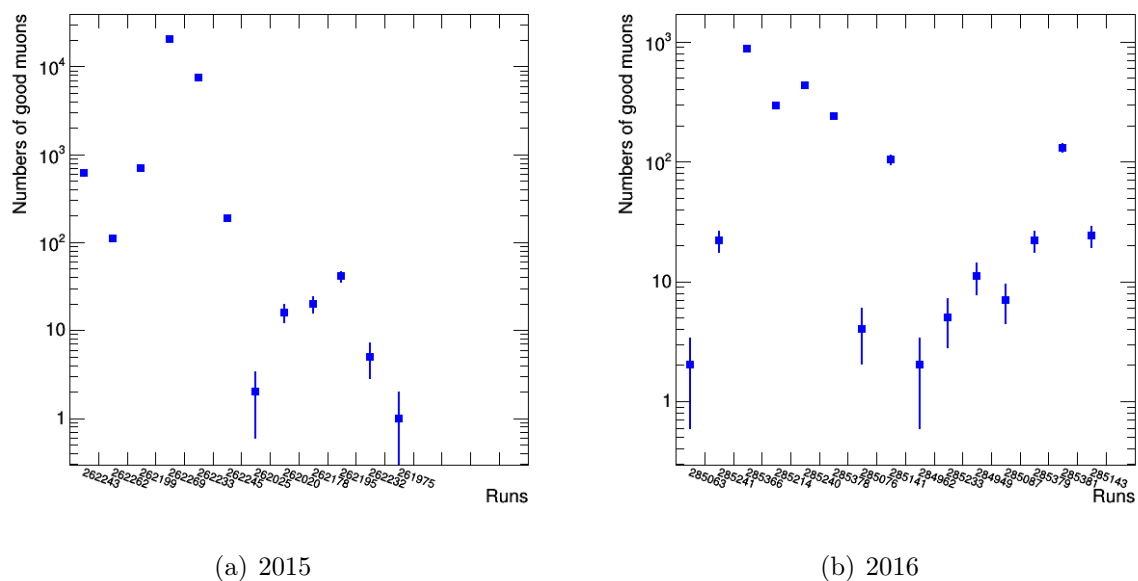 Numbers of good muons
10^4
10^3
10^2
10
1
262243 262262 262199 262269 262233 262245 262025 262020 262178 262195 262232 261975
Runs
(a) 2015
Numbers of good muons
10^3
10^2
10
1
285063 285241 285366 285214 285240 285378 285076 285141 284962 285233 284949 285087 285379 285381 285143
Runs
(b) 2016